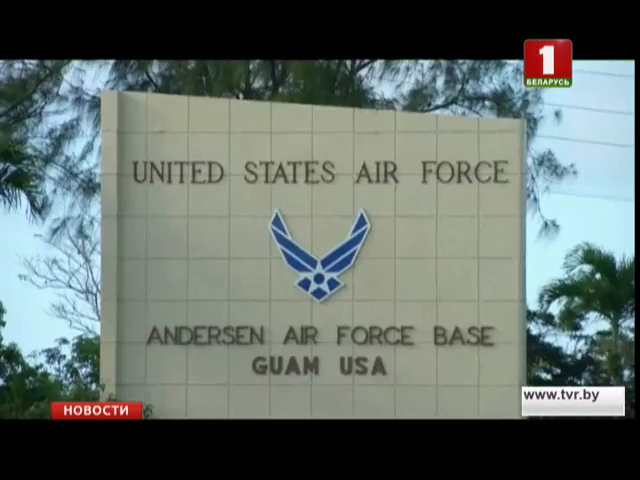 1
БЕЛАРУСЬ
UNITED STATES AIR FORCE
ANDERSEN AIR FORCE BASE
GUAM USA
НОВОСТИ
www.tvr.by